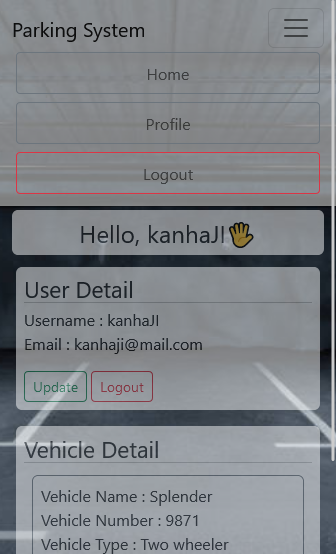 Parking System
Home
Profile
Logout
Hello, kanhaJI🖐
User Detail
Username : kanhaJI
Email : kanhaji@mail.com
Update Logout
Vehicle Detail
Vehicle Name : Splender
Vehicle Number : 9871
Vehicle Type : Two wheeler